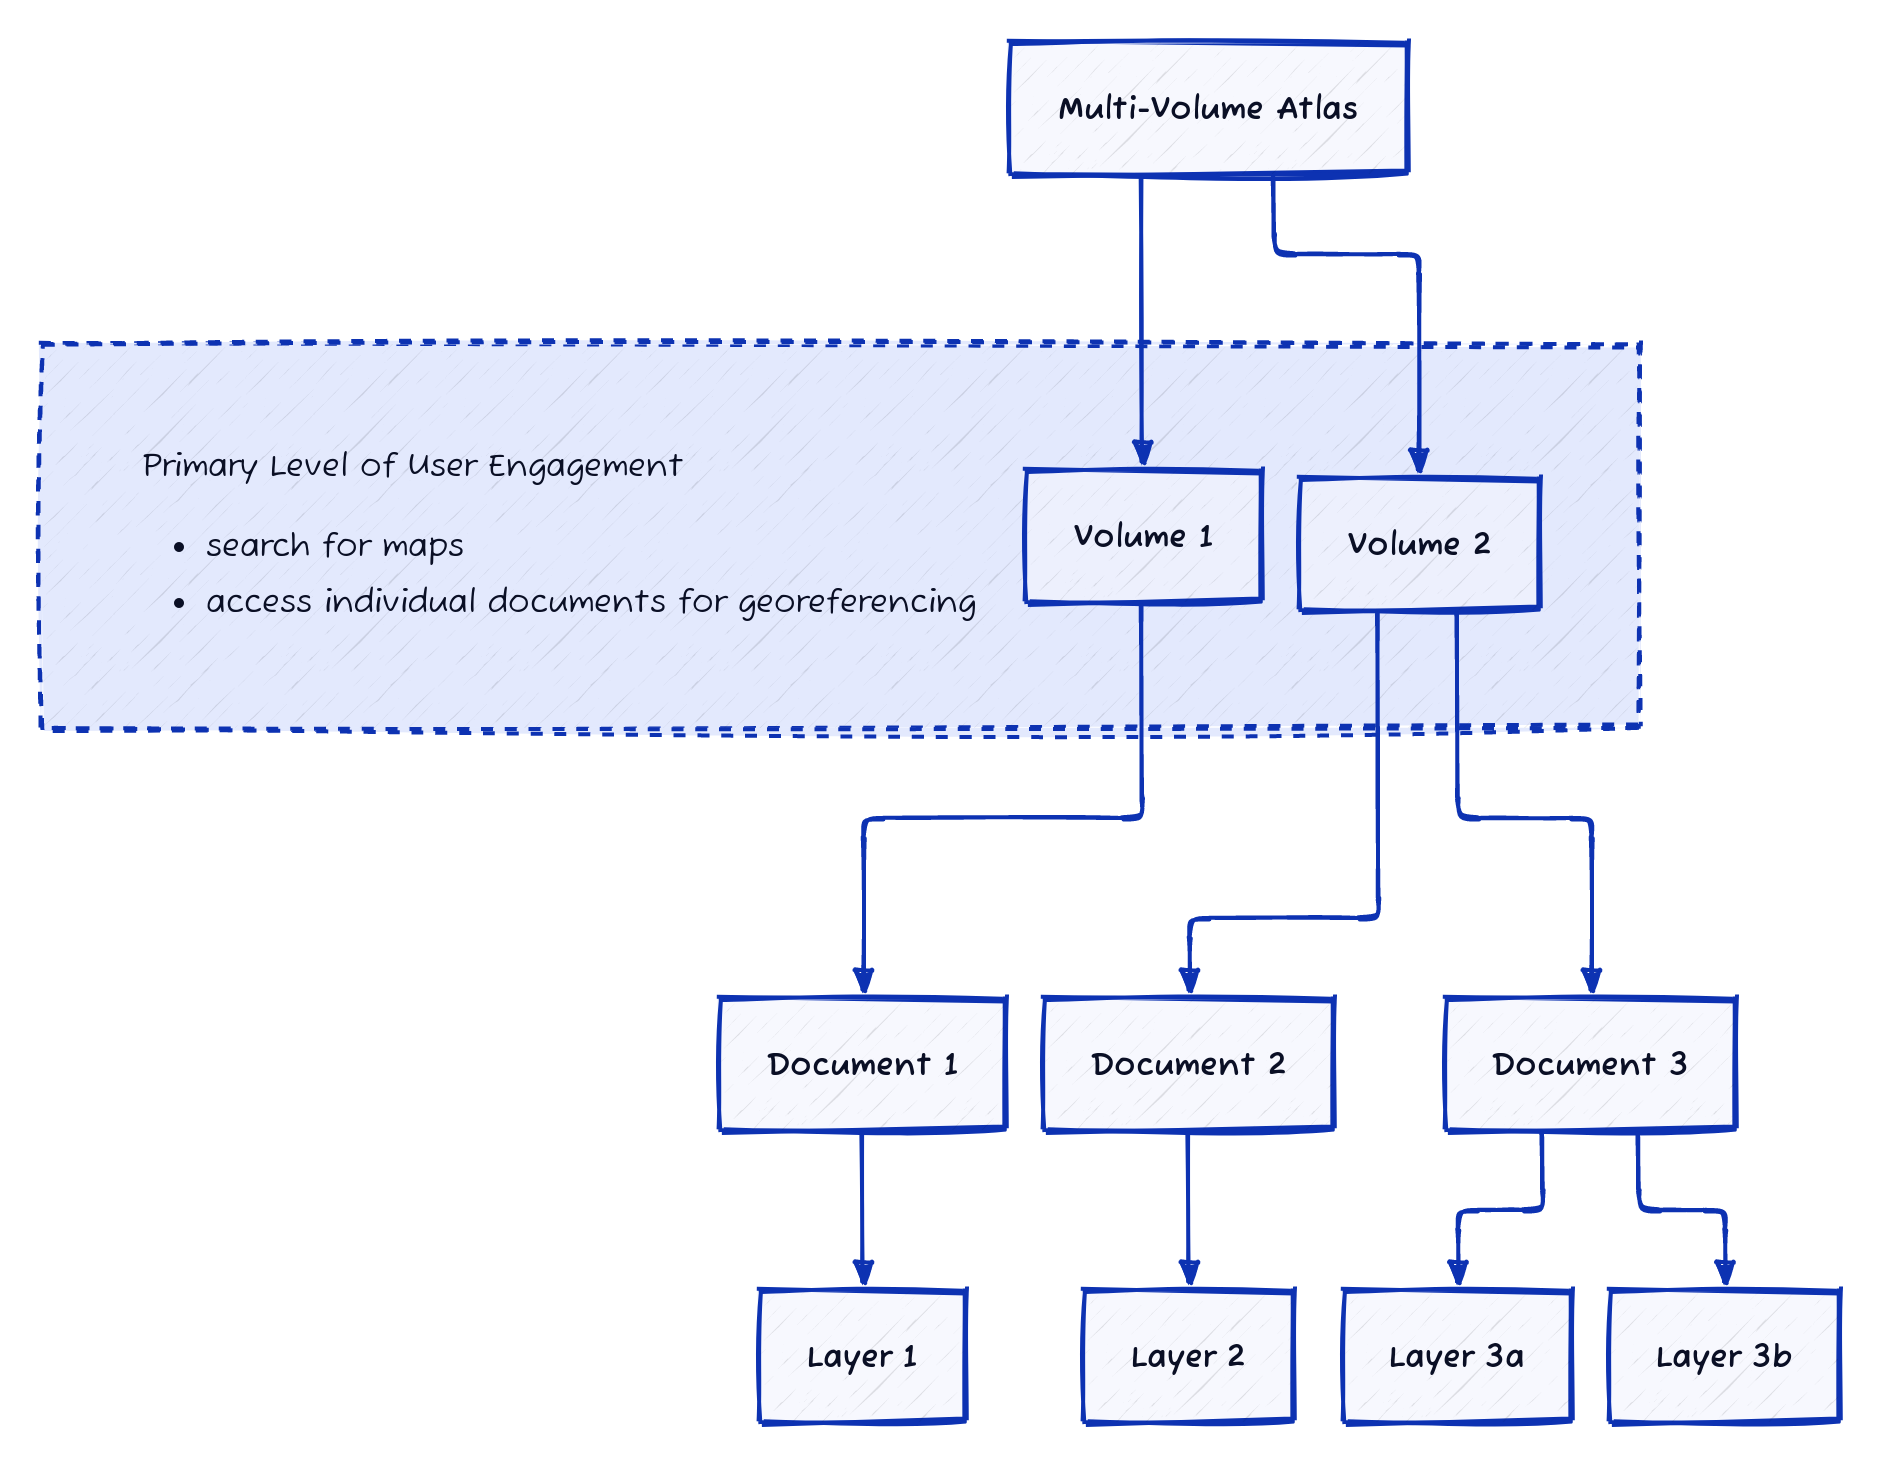 Multi-Volume Atlas
Primary Level of User Engagement
• search for maps
• access individual documents for georeferencing
Volume 1
Volume 2
Document 1
Document 2
Document 3
Layer 1
Layer 2
Layer 3a
Layer 3b